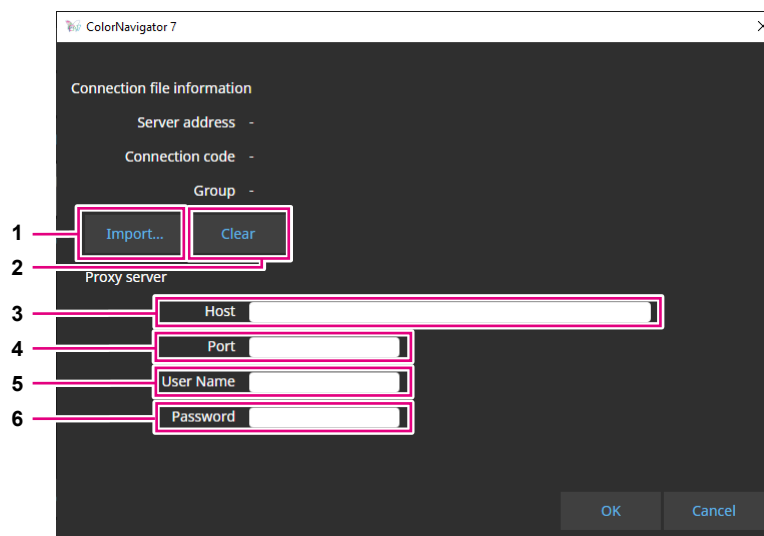 ColorNavigator 7
Connection file information
Server address -
Connection code -
Group -
1 Import... Clear
2
Proxy server
3 Host
4 Port
5 User Name
6 Password
OK Cancel